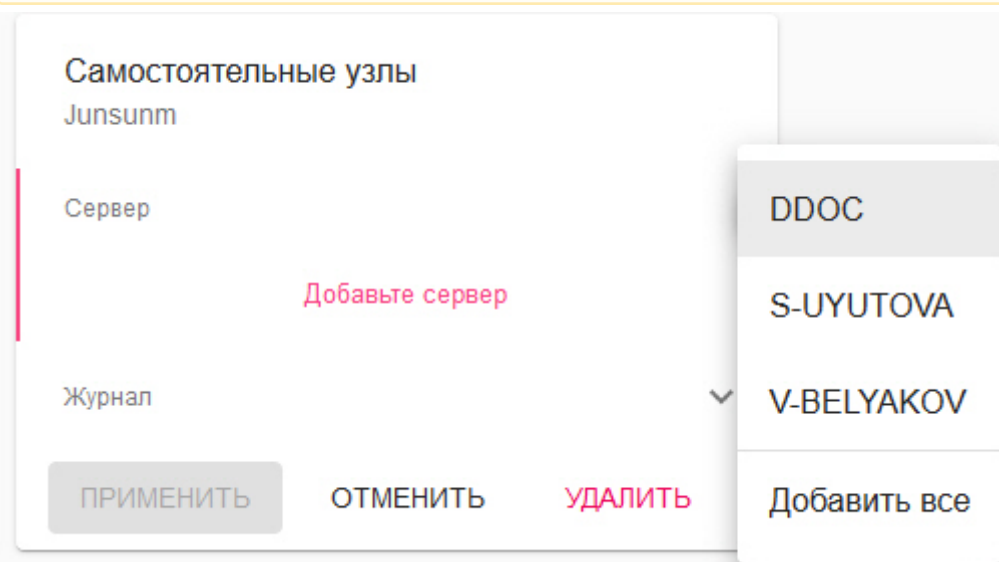 Самостоятельные узлы
Junsunm
Сервер
Добавьте сервер
Журнал
ПРИМЕНИТЬ ОТМЕНИТЬ УДАЛИТЬ
DDOC
S-UYUTOVA
V-BELYAKOV
Добавить все